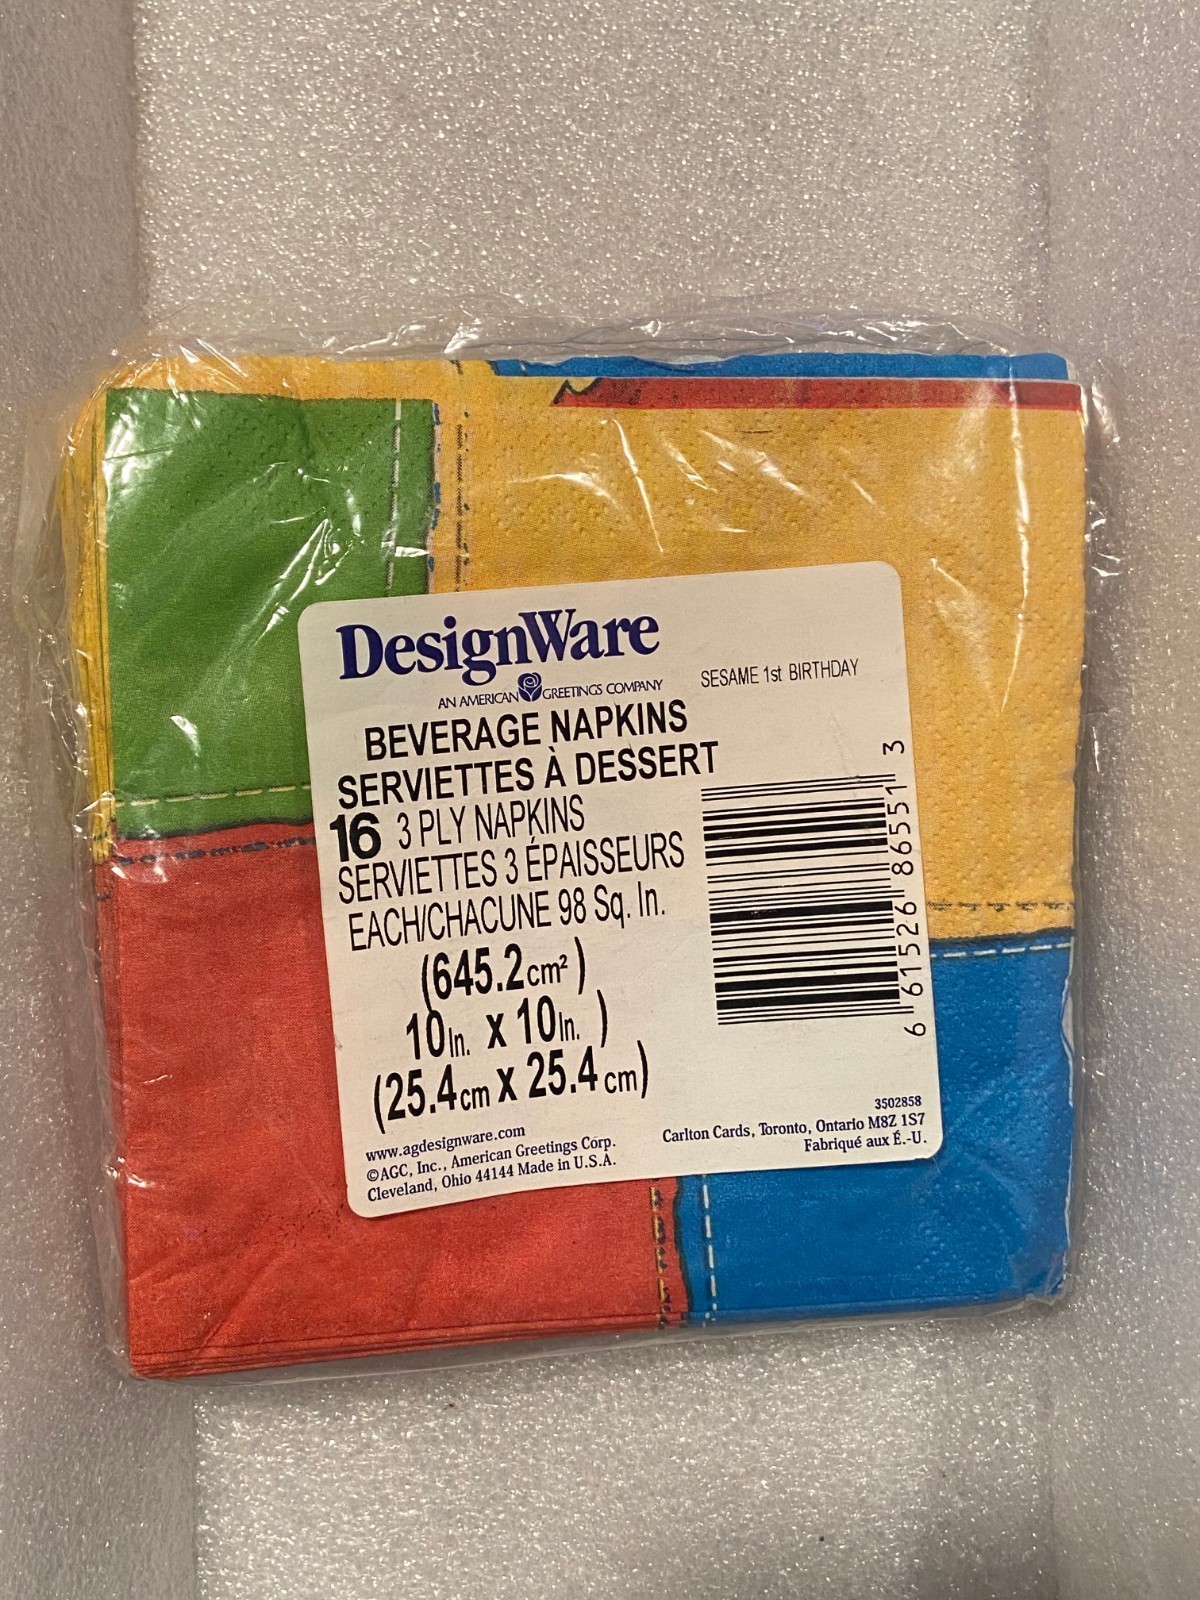 DesignWare
AN AMERICAN GREETINGS COMPANY
SESAME 1st BIRTHDAY
BEVERAGE NAPKINS
SERVIETTES À DESSERT
16 3 PLY NAPKINS
SERVIETTES 3 ÉPAISSEURS
EACH/CHACUNE 98 Sq. In.
(645.2cm²)
10In. x 10In. )
(25.4cm x 25.4cm)
6 61526 86551 3
www.agdesignware.com
©AGC, Inc., American Greetings Corp.
Cleveland, Ohio 44144 Made in U.S.A.
3502858
Carlton Cards, Toronto, Ontario M8Z 1S7
Fabriqué aux É.-U.